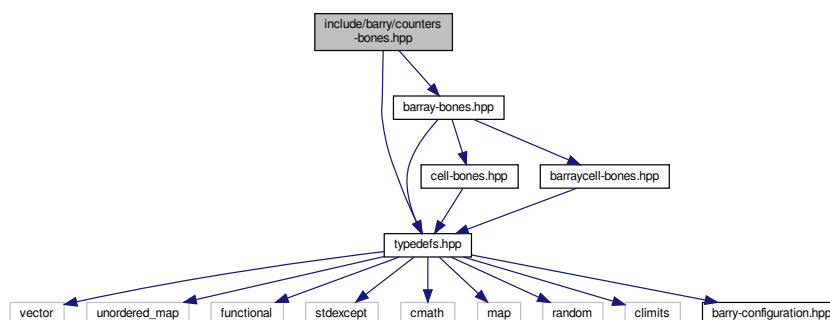 include/barry/counters
-bones.hpp
barray-bones.hpp
cell-bones.hpp
barraycell-bones.hpp
typedefs.hpp
vector
unordered_map
functional
stdexcept
cmath
map
random
climits
barry-configuration.hpp